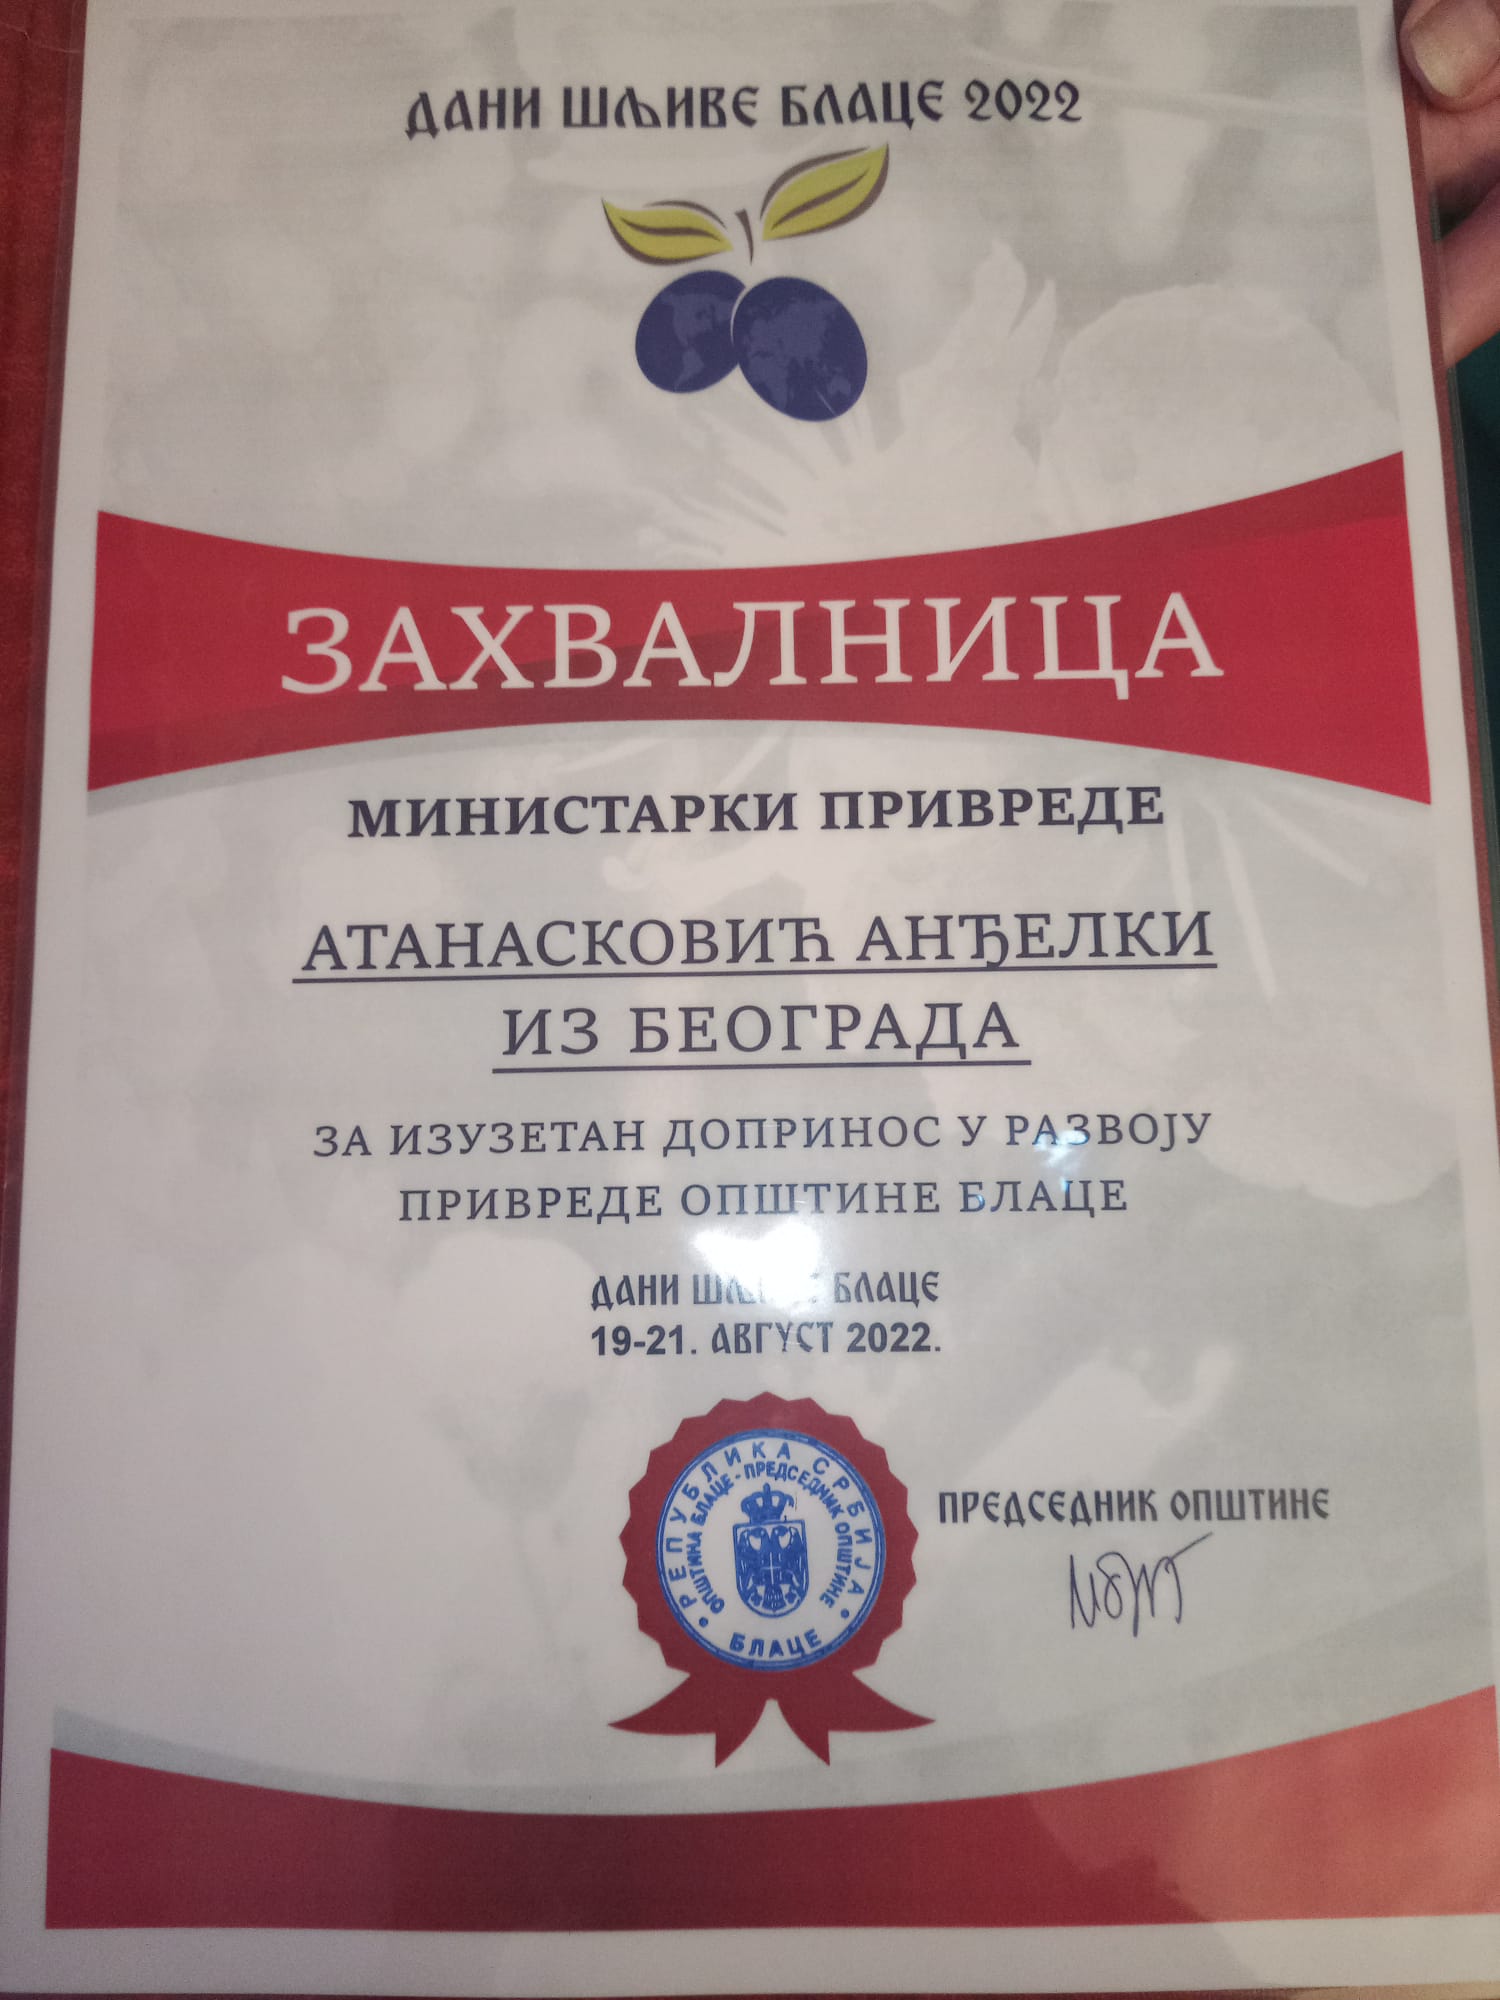 ДАНИ ШЉИВЕ БЛАЦЕ 2022
ЗАХВАЛНИЦА
МИНИСТАРКИ ПРИВРЕДЕ
АТАНАСКОВИЋ АНЂЕЛКИ
ИЗ БЕОГРАДА
ЗА ИЗУЗЕТАН ДОПРИНОС У РАЗВОЈУ
ПРИВРЕДЕ ОПШТИНЕ БЛАЦЕ
ДАНИ ШЉИВЕ БЛАЦЕ
19-21. АВГУСТ 2022.
РЕПУБЛИКА СРБИЈА
ОПШТИНА БЛАЦЕ - ПРЕДСЕДНИК ОПШТИНЕ
БЛАЦЕ
ПРЕДСЕДНИК ОПШТИНЕ